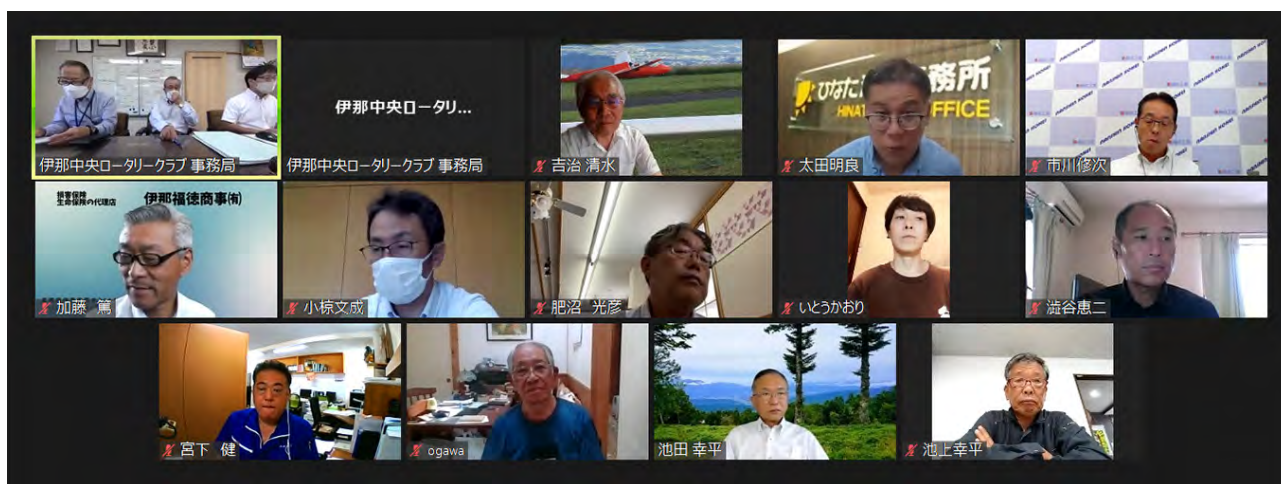 伊那中央ロータリークラブ 事務局
伊那中央ロータリ...
伊那中央ロータリークラブ 事務局
吉治 清水
ひなた
務所
HINAT
OFFICE
太田明良
市川修次
損害保険
生命保険の代理店
伊那福徳商事㈲
加藤 篤
小椋文成
肥沼 光彦
いとうかおり
澁谷恵二
宮下 健
ogawa
池田 幸平
池上幸平